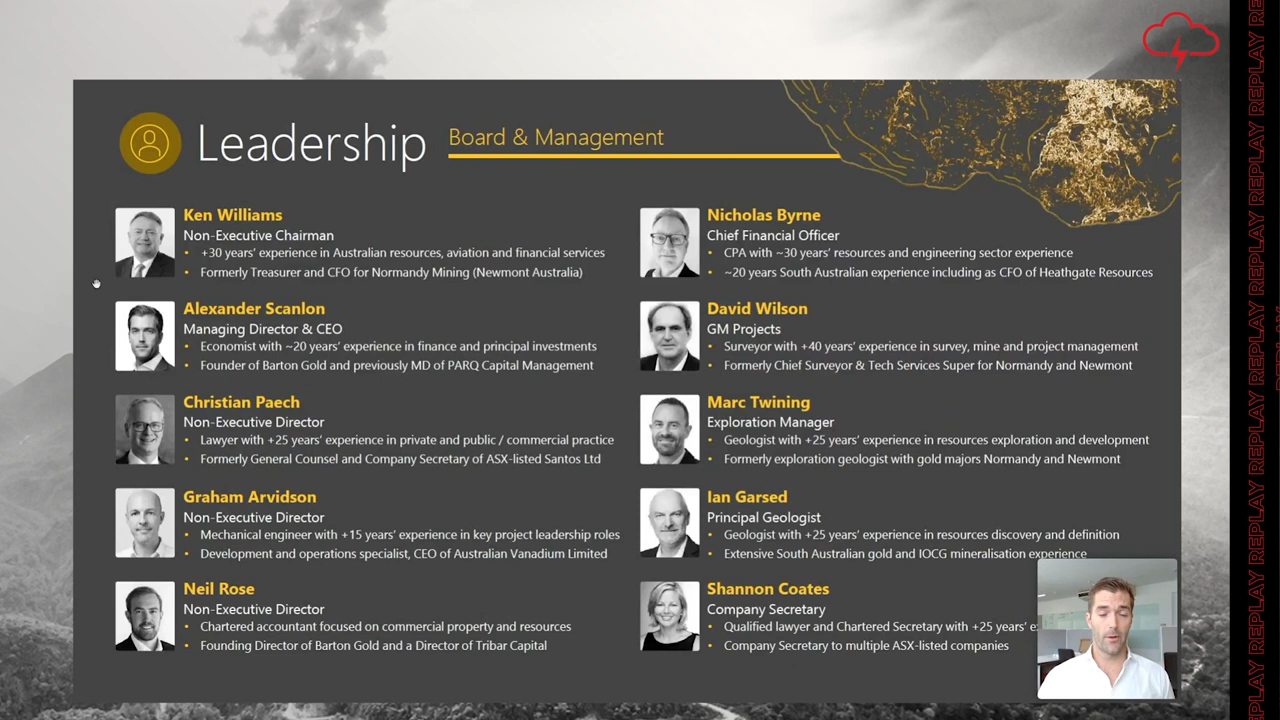 Leadership
Board & Management
Ken Williams
Non-Executive Chairman
• +30 years' experience in Australian resources, aviation and financial services
• Formerly Treasurer and CFO for Normandy Mining (Newmont Australia)
Alexander Scanlon
Managing Director & CEO
• Economist with ~20 years' experience in finance and principal investments
• Founder of Barton Gold and previously MD of PARQ Capital Management
Christian Paech
Non-Executive Director
• Lawyer with +25 years' experience in private and public / commercial practice
• Formerly General Counsel and Company Secretary of ASX-listed Santos Ltd
Graham Arvidson
Non-Executive Director
• Mechanical engineer with +15 years' experience in key project leadership roles
• Development and operations specialist, CEO of Australian Vanadium Limited
Neil Rose
Non-Executive Director
• Chartered accountant focused on commercial property and resources
• Founding Director of Barton Gold and a Director of Tribar Capital
Nicholas Byrne
Chief Financial Officer
• CPA with ~30 years' resources and engineering sector experience
• ~20 years South Australian experience including as CFO of Heathgate Resources
David Wilson
GM Projects
• Surveyor with +40 years' experience in survey, mine and project management
• Formerly Chief Surveyor & Tech Services Super for Normandy and Newmont
Marc Twining
Exploration Manager
• Geologist with +25 years' experience in resources exploration and development
• Formerly exploration geologist with gold majors Normandy and Newmont
Ian Garsed
Principal Geologist
• Geologist with +25 years' experience in resources discovery and definition
• Extensive South Australian gold and IOCG mineralisation experience
Shannon Coates
Company Secretary
• Qualified lawyer and Chartered Secretary with +25 years'
• Company Secretary to multiple ASX-listed companies
REPLAY REPLAY REPLAY REPLAY REPLAY REPLAY REPLAY REPLAY